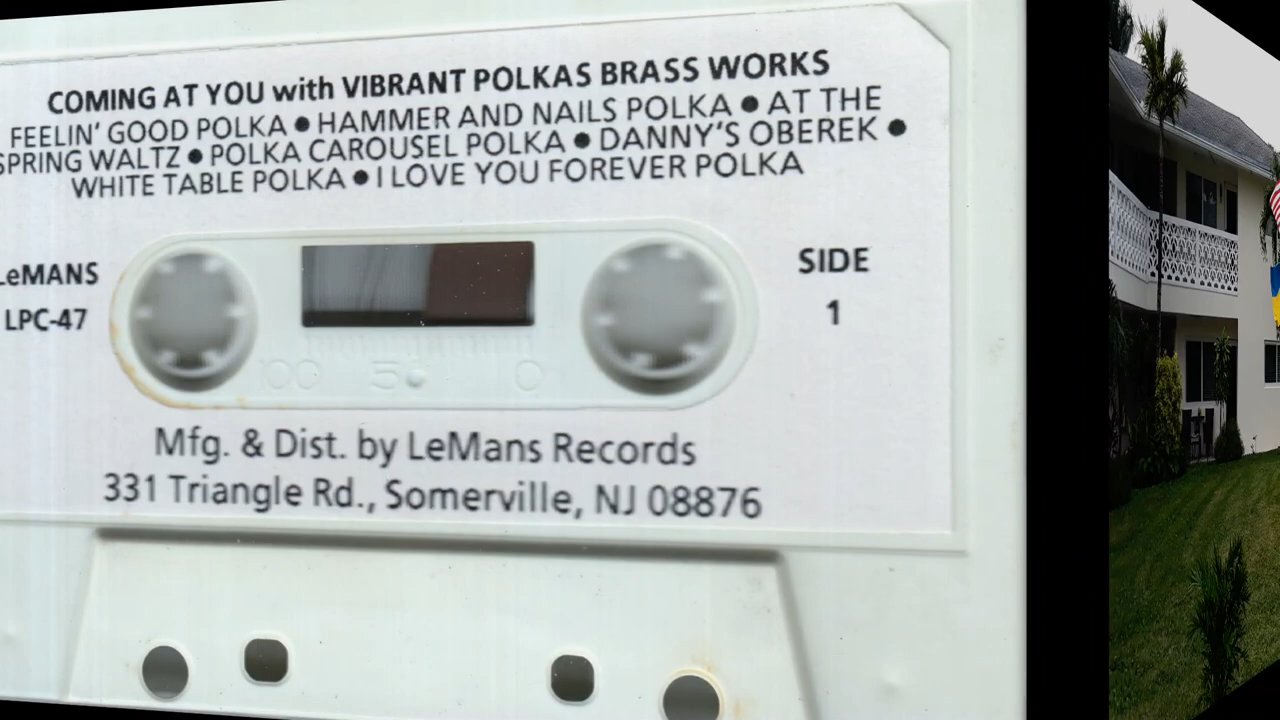 COMING AT YOU with VIBRANT POLKAS BRASS WORKS
FEELIN' GOOD POLKA ● HAMMER AND NAILS POLKA ● AT THE
SPRING WALTZ ● POLKA CAROUSEL POLKA ● DANNY'S OBEREK ●
WHITE TABLE POLKA ● I LOVE YOU FOREVER POLKA
LeMANS
LPC-47
SIDE
1
100 50 0
Mfg. & Dist. by LeMans Records
331 Triangle Rd., Somerville, NJ 08876